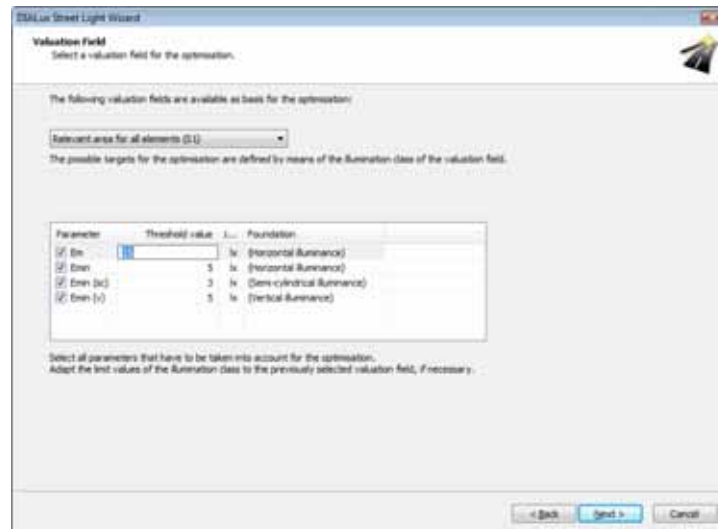 DIALux Street Light Wizard
Valuation Field
Select a valuation field for the optimisation.
The following valuation fields are available as basis for the optimisation:
Relevant area for all elements (S1)
The possible targets for the optimisation are defined by means of the illumination class of the valuation field.
Parameter Threshold value Foundation
Em 15 lx (Horizontal illuminance)
Emin 5 lx (Horizontal illuminance)
Emin (sc) 3 lx (Semi-cylindrical illuminance)
Emin (v) 5 lx (Vertical illuminance)
Select all parameters that have to be taken into account for the optimisation.
Adapt the limit values of the illumination class to the previously selected valuation field, if necessary.
< Back Next > Cancel